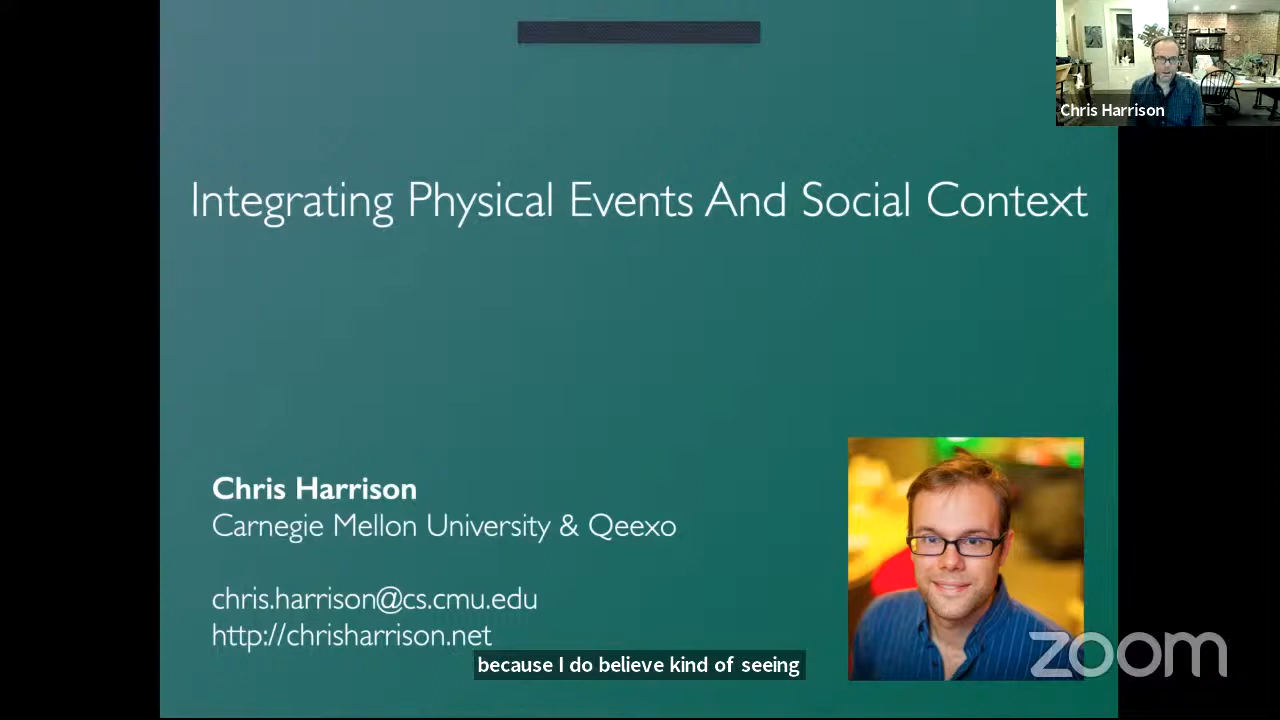 Chris Harrison
Integrating Physical Events And Social Context
Chris Harrison
Carnegie Mellon University & Qeexo
chris.harrison@cs.cmu.edu
http://chrisharrison.net
because I do believe kind of seeing
zoom